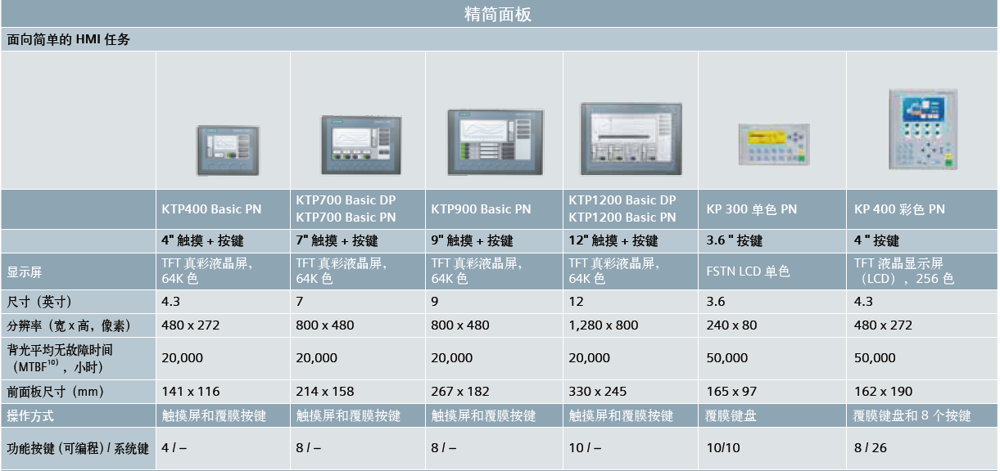 精简面板
面向简单的 HMI 任务
KTP400 Basic PN
KTP700 Basic DP
KTP700 Basic PN
KTP900 Basic PN
KTP1200 Basic DP
KTP1200 Basic PN
KP 300 单色 PN
KP 400 彩色 PN
4" 触摸 + 按键
7" 触摸 + 按键
9" 触摸 + 按键
12" 触摸 + 按键
3.6 " 按键
4 " 按键
显示屏
TFT 真彩液晶屏,
64K 色
TFT 真彩液晶屏,
64K 色
TFT 真彩液晶屏,
64K 色
TFT 真彩液晶屏,
64K 色
FSTN LCD 单色
TFT 液晶显示屏
（LCD）, 256 色
尺寸（英寸）
4.3
7
9
12
3.6
4.3
分辨率（宽 x 高, 像素）
480 x 272
800 x 480
800 x 480
1,280 x 800
240 x 80
480 x 272
背光平均无故障时间
（MTBF10）, 小时）
20,000
20,000
20,000
20,000
50,000
50,000
前面板尺寸（mm）
141 x 116
214 x 158
267 x 182
330 x 245
165 x 97
162 x 190
操作方式
触摸屏和覆膜按键
触摸屏和覆膜按键
触摸屏和覆膜按键
触摸屏和覆膜按键
覆膜键盘
覆膜键盘和 8 个按键
功能按键 (可编程) / 系统键
4 / –
8 / –
8 / –
10 / –
10/10
8 / 26